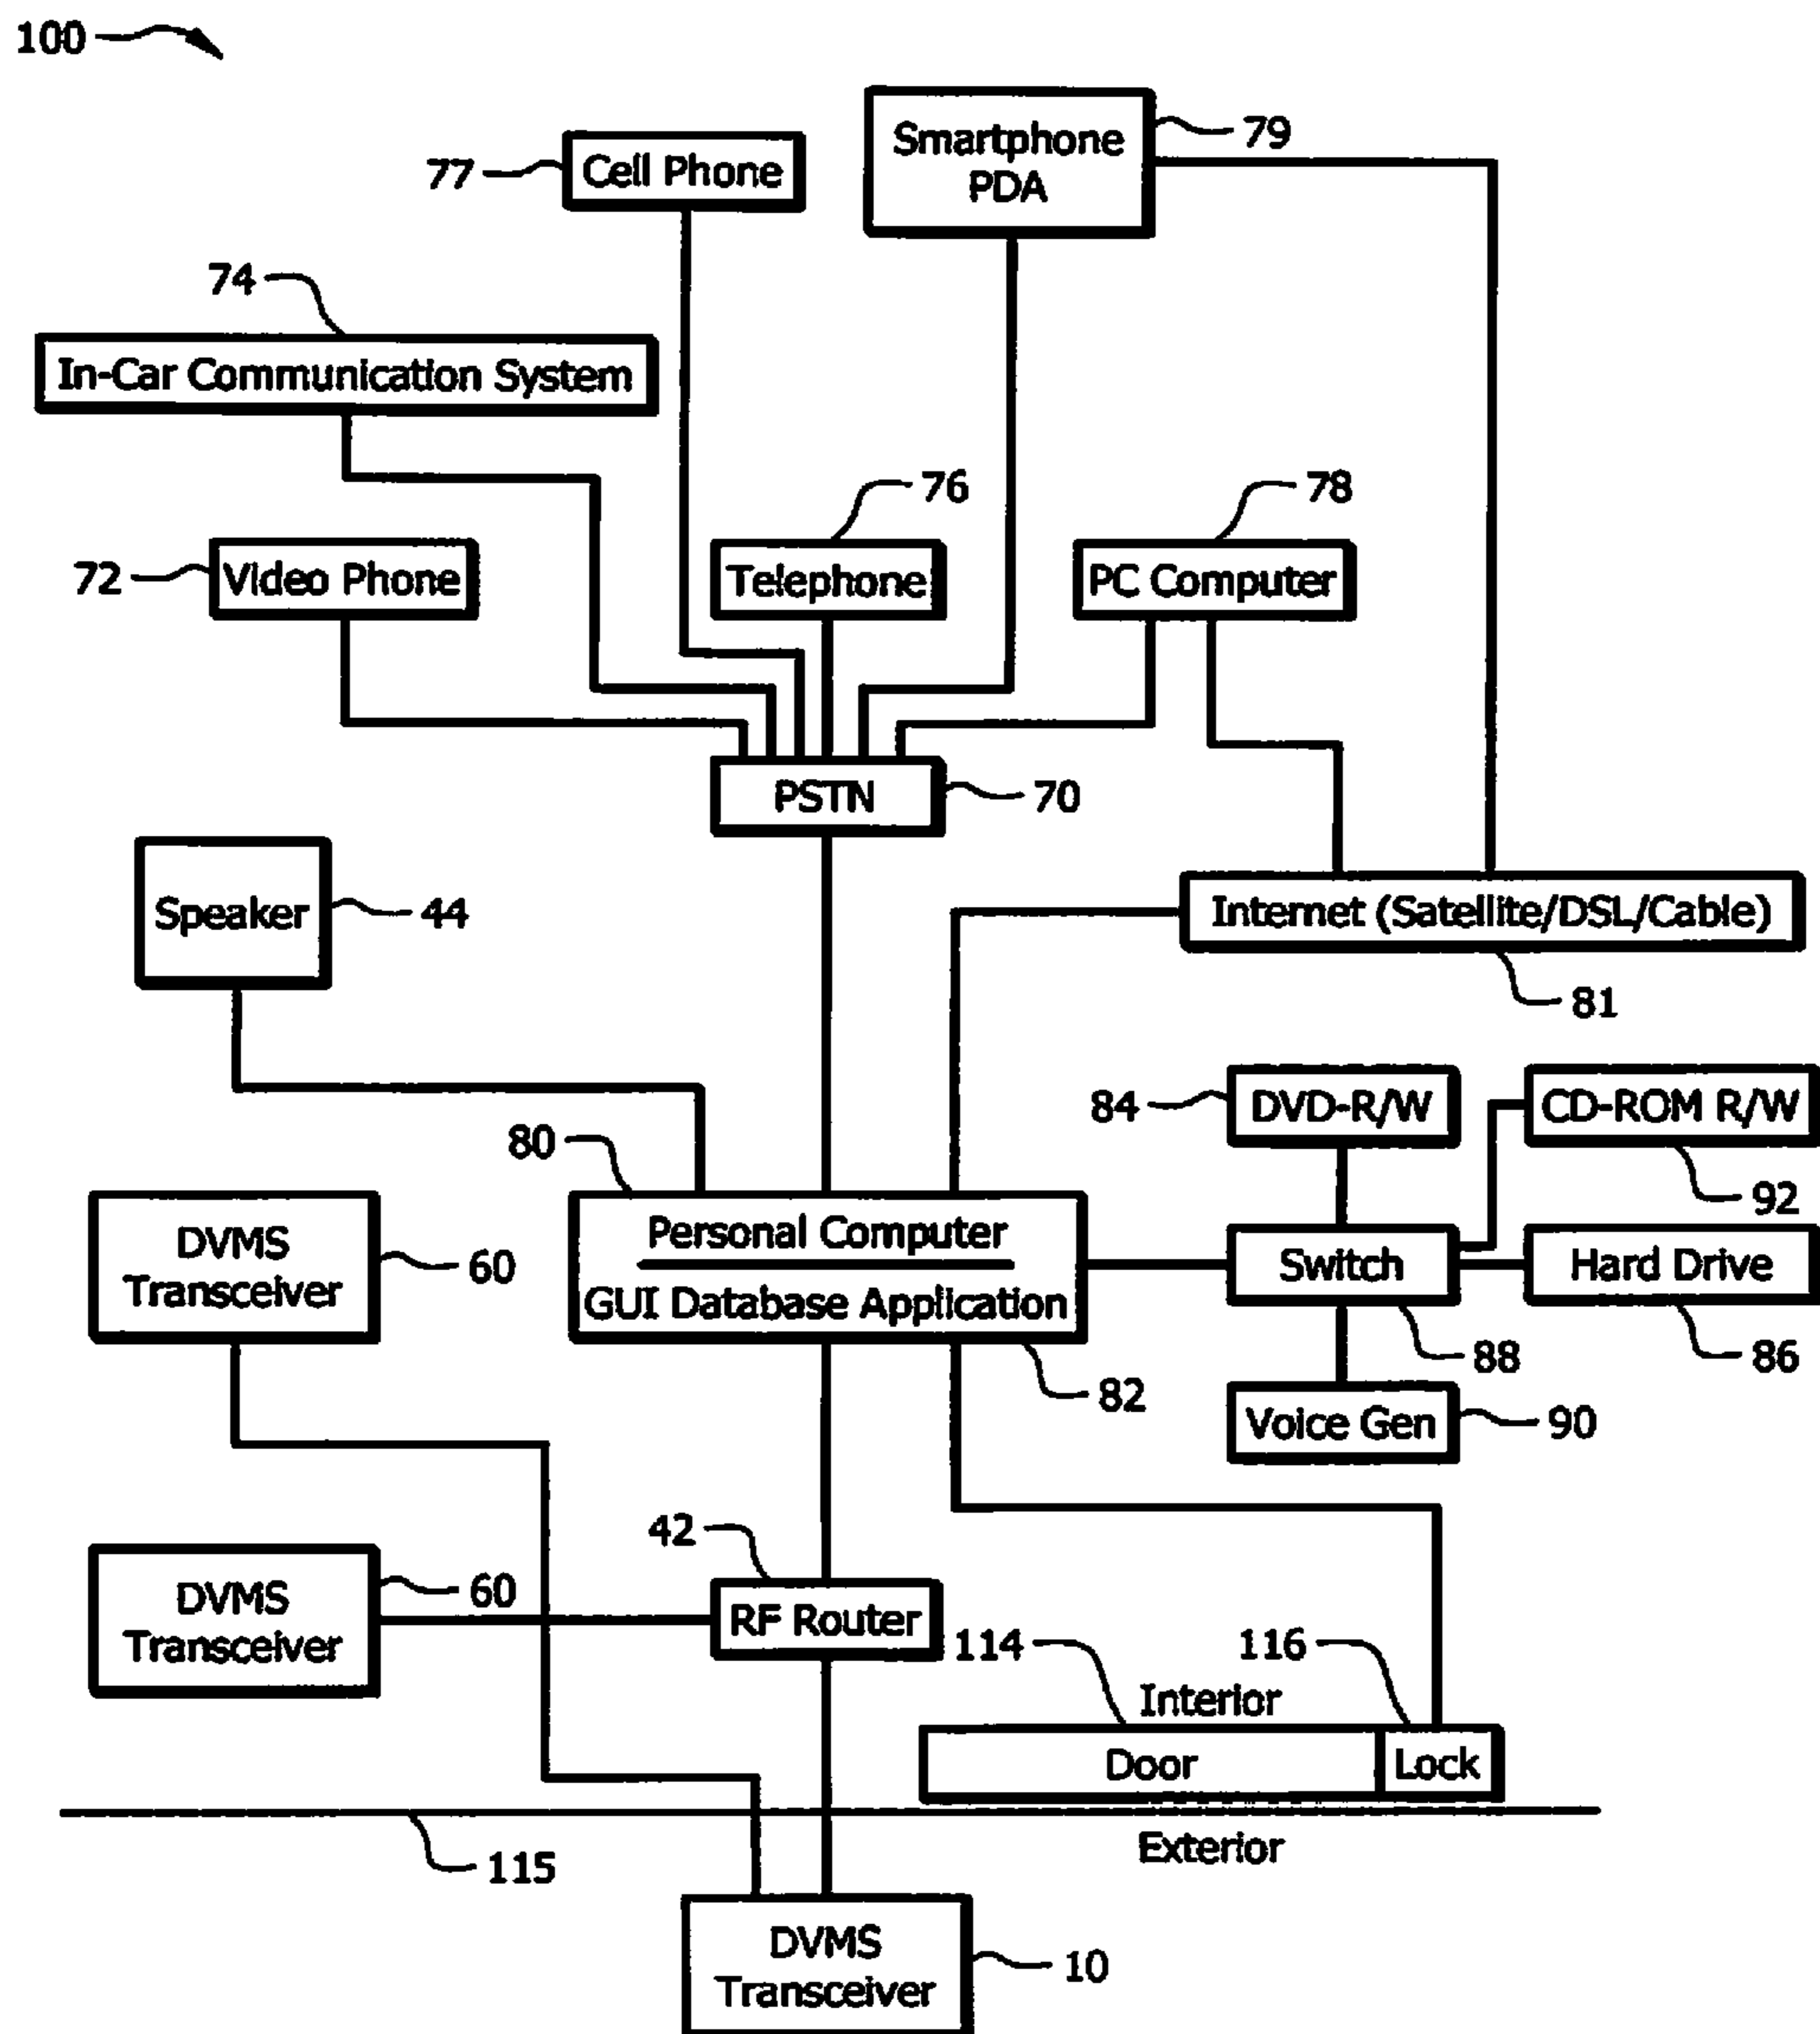 100
Smartphone
PDA
79
77
Cell Phone
74
In-Car Communication System
76
78
72
Video Phone
Telephone
PC Computer
PSTN
70
Speaker
44
Internet (Satellite/DSL/Cable)
81
84
DVD-R/W
CD-ROM R/W
80
92
DVMS
Transceiver
60
Personal Computer
GUI Database Application
Switch
Hard Drive
88
86
82
Voice Gen
90
42
DVMS
Transceiver
60
RF Router
114
116
Interior
Door
Lock
Exterior
115
DVMS
Transceiver
10